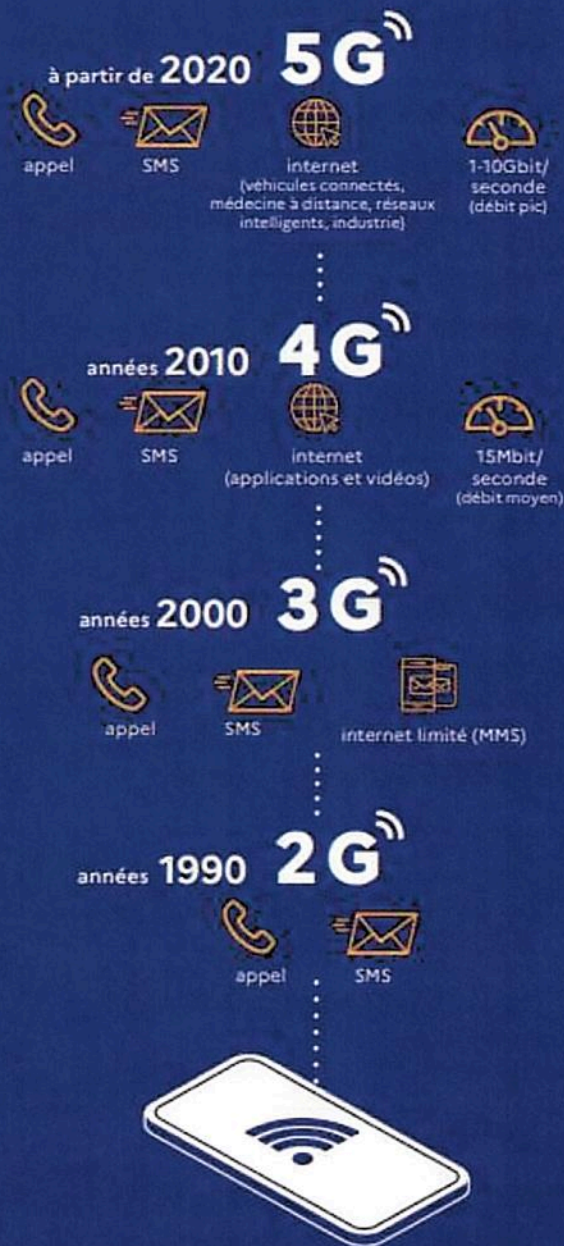 à partir de 2020 5G
appel
SMS
internet
(véhicules connectés,
médecine à distance, réseaux
intelligents, industrie)
1-10Gbit/
seconde
(débit pic)
années 2010 4G
appel
SMS
internet
(applications et vidéos)
15Mbit/
seconde
(débit moyen)
années 2000 3G
appel
SMS
internet limité (MMS)
années 1990 2G
appel
SMS